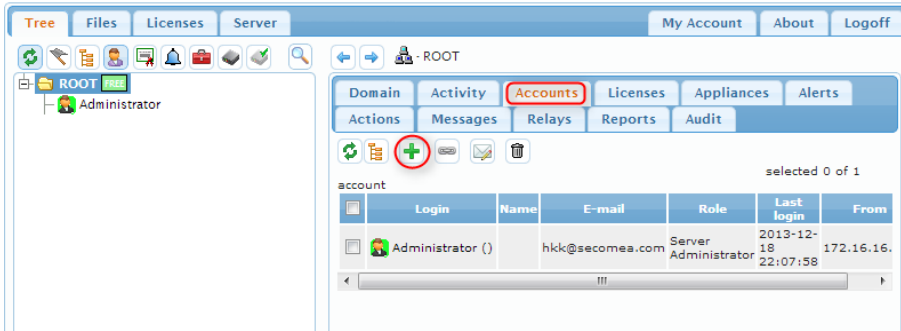 Tree Files Licenses Server My Account About Logoff
- ROOT
ROOT FREE
Administrator
Domain Activity Accounts Licenses Appliances Alerts
Actions Messages Relays Reports Audit
selected 0 of 1
account
Login Name E-mail Role Last login From
Administrator () hkk@secomea.com Server Administrator 2013-12-18 22:07:58 172.16.16.